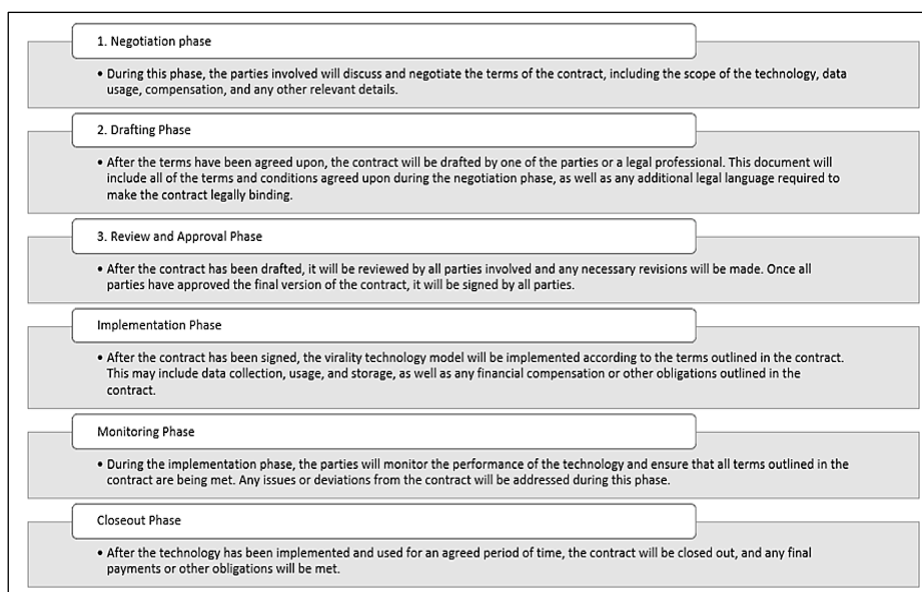 1. Negotiation phase
• During this phase, the parties involved will discuss and negotiate the terms of the contract, including the scope of the technology, data
usage, compensation, and any other relevant details.
2. Drafting Phase
• After the terms have been agreed upon, the contract will be drafted by one of the parties or a legal professional. This document will
include all of the terms and conditions agreed upon during the negotiation phase, as well as any additional legal language required to
make the contract legally binding.
3. Review and Approval Phase
• After the contract has been drafted, it will be reviewed by all parties involved and any necessary revisions will be made. Once all
parties have approved the final version of the contract, it will be signed by all parties.
Implementation Phase
• After the contract has been signed, the virality technology model will be implemented according to the terms outlined in the contract.
This may include data collection, usage, and storage, as well as any financial compensation or other obligations outlined in the
contract.
Monitoring Phase
• During the implementation phase, the parties will monitor the performance of the technology and ensure that all terms outlined in the
contract are being met. Any issues or deviations from the contract will be addressed during this phase.
Closeout Phase
• After the technology has been implemented and used for an agreed period of time, the contract will be closed out, and any final
payments or other obligations will be met.